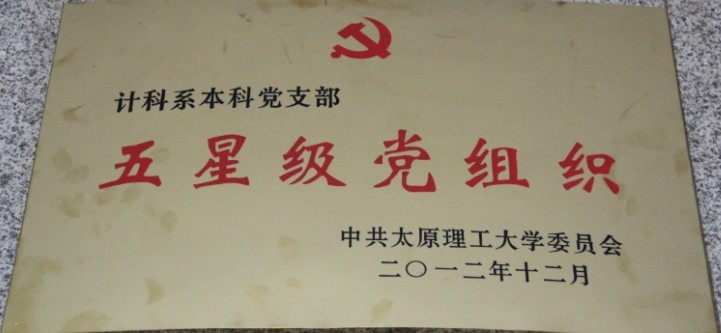 计科系本科党支部
五星级党组织
中共太原理工大学委员会
二〇一二年十二月